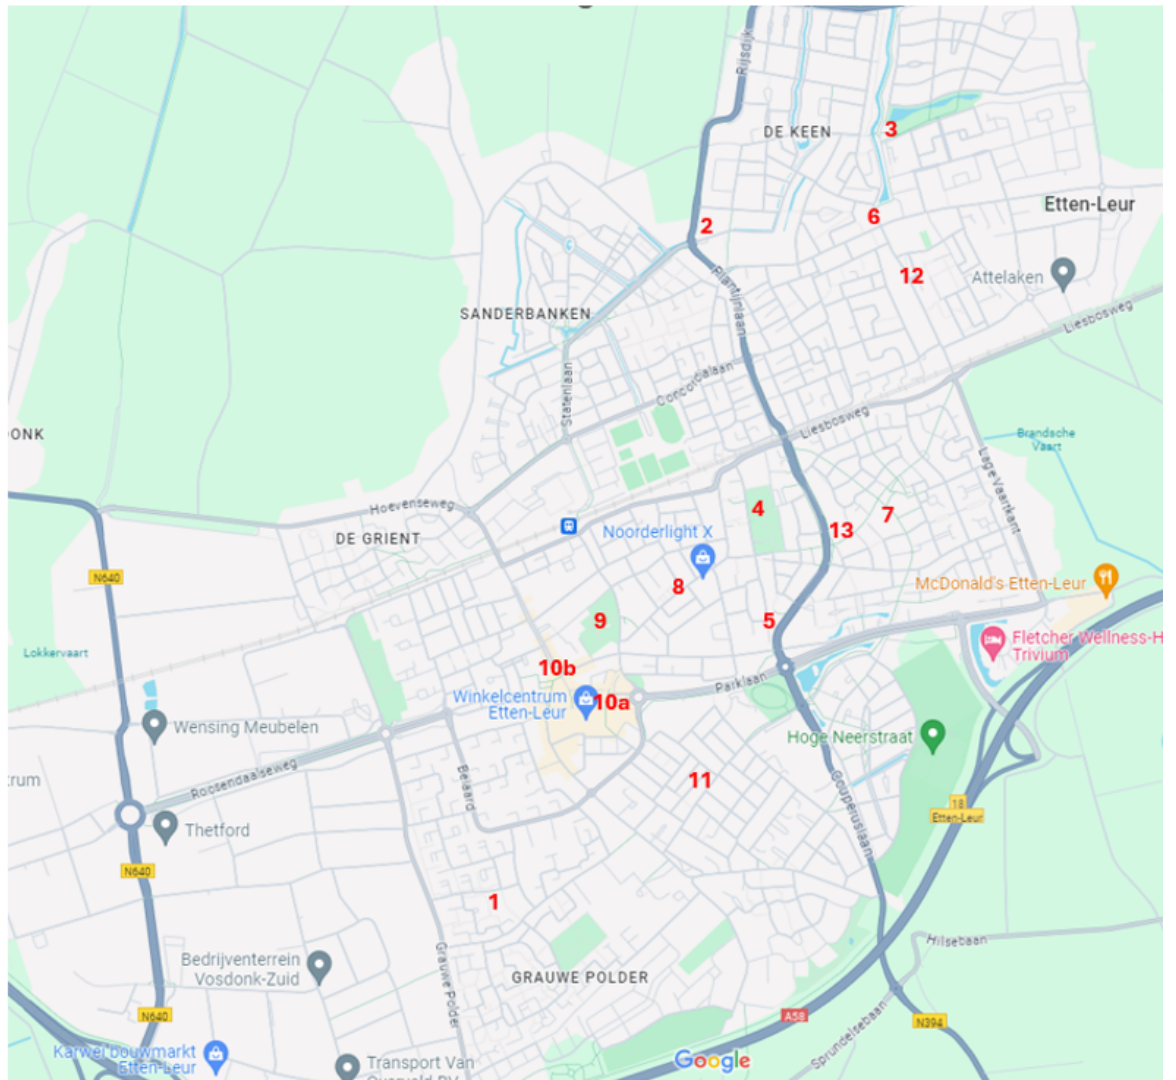 Rijsdijk
DE KEEN
3
Etten-Leur
6
2
12
Attelaken
Plantijnlaan
SANDERBANKEN
Liesbosweg
Statenlaan
Concordialaan
Liesbosweg
ONK
Brandsche
Vaart
Lage Vaartkant
Hoevenseweg
4
7
13
DE GRIENT
Noorderlight X
N640
8
McDonald's Etten-Leur
9
5
Fletcher Wellness-H
Trivium
Lokkervaart
10b
10a
Winkelcentrum
Etten-Leur
Parklaan
Wensing Meubelen
Hoge Neerstraat
trum
Roosendaalseweg
Belaard
11
Couperuslaan
18
Etten-Leur
Thetford
N640
1
Hilsebaan
Grauwe Polder
Bedrijventerrein
Vosdonk-Zuid
GRAUWE POLDER
N640
A58
N394
Sprundelsebaan
Karwei bouwmarkt
Etten-Leur
Google
Transport Van